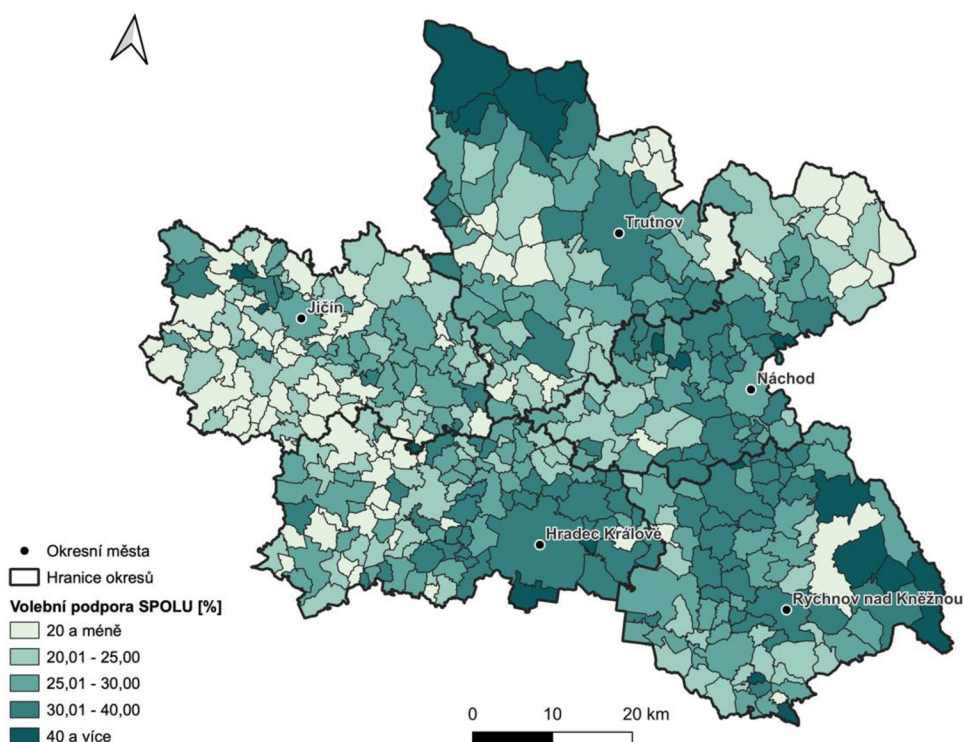 Trutnov
Jičín
Náchod
Hradec Králové
Rychnov nad Kněžnou
Okresní města
Hranice okresů
Volební podpora SPOLU [%]
20 a méně
20,01 - 25,00
25,01 - 30,00
30,01 - 40,00
40 a více
0 10 20 km